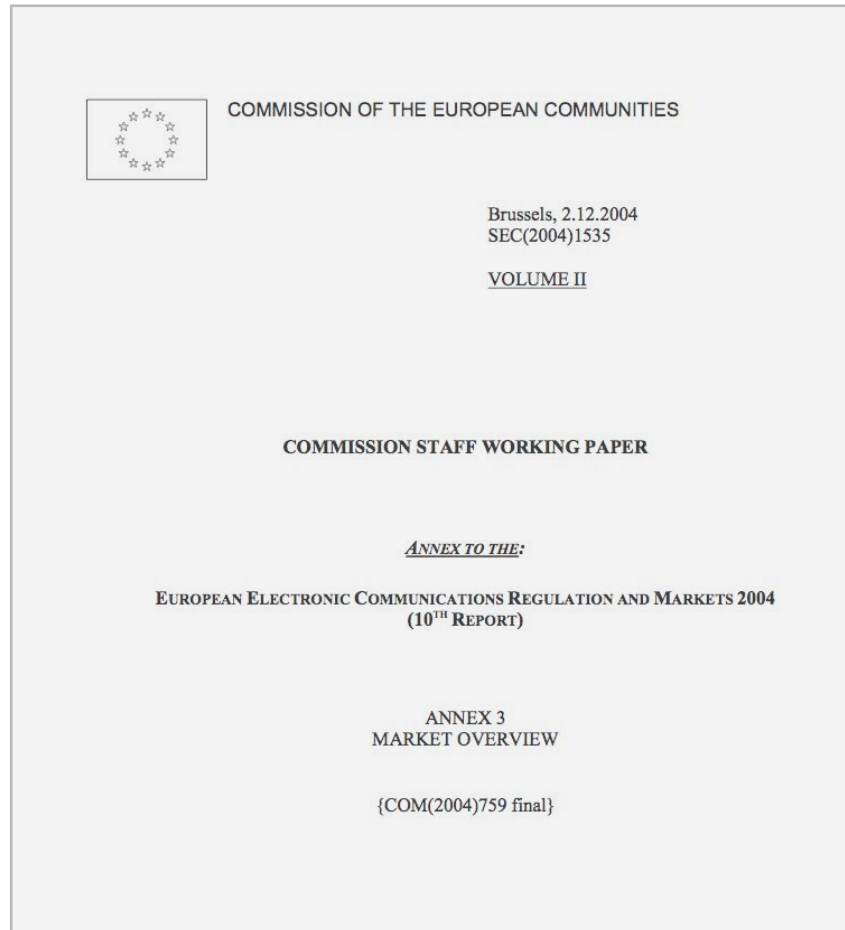 COMMISSION OF THE EUROPEAN COMMUNITIES
Brussels, 2.12.2004
SEC(2004)1535
VOLUME II
COMMISSION STAFF WORKING PAPER
ANNEX TO THE:
EUROPEAN ELECTRONIC COMMUNICATIONS REGULATION AND MARKETS 2004
(10TH REPORT)
ANNEX 3
MARKET OVERVIEW
{COM(2004)759 final}